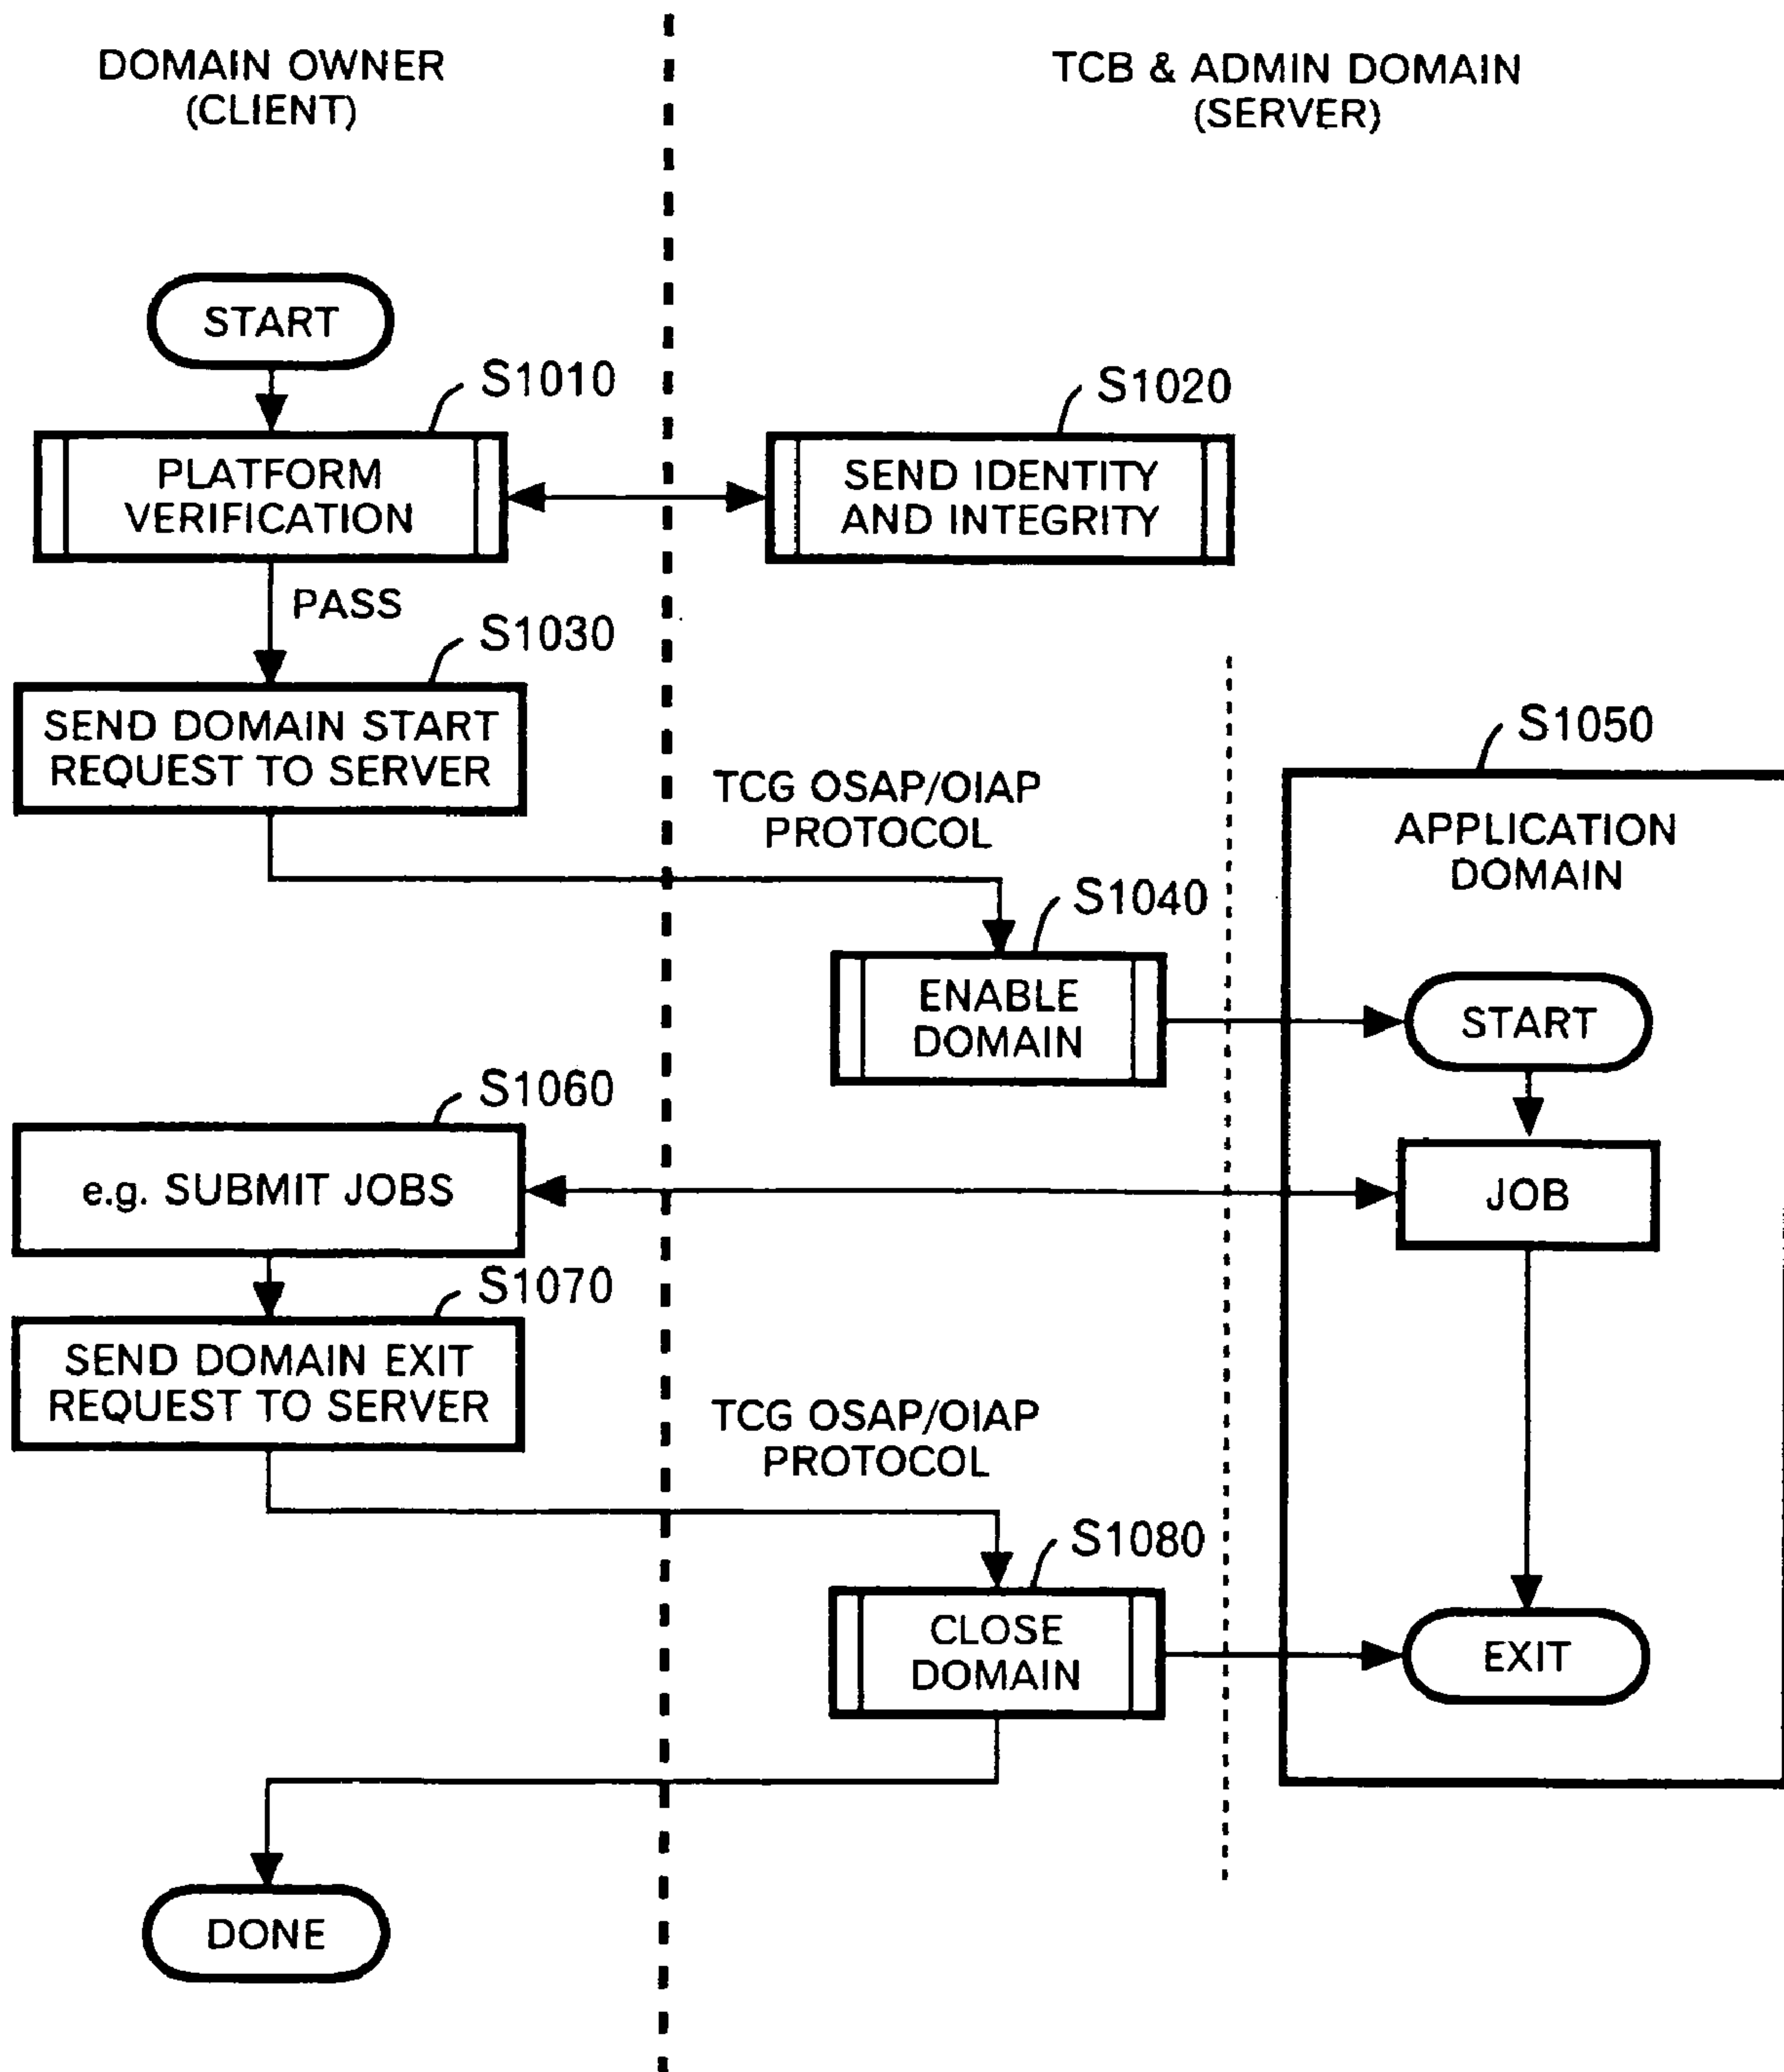 DOMAIN OWNER
(CLIENT)
TCB & ADMIN DOMAIN
(SERVER)
START
S1010
S1020
PLATFORM
VERIFICATION
SEND IDENTITY
AND INTEGRITY
PASS
S1030
SEND DOMAIN START
REQUEST TO SERVER
TCG OSAP/OIAP
PROTOCOL
S1050
APPLICATION
DOMAIN
S1040
ENABLE
DOMAIN
START
S1060
e.g. SUBMIT JOBS
JOB
S1070
SEND DOMAIN EXIT
REQUEST TO SERVER
TCG OSAP/OIAP
PROTOCOL
S1080
CLOSE
DOMAIN
EXIT
DONE